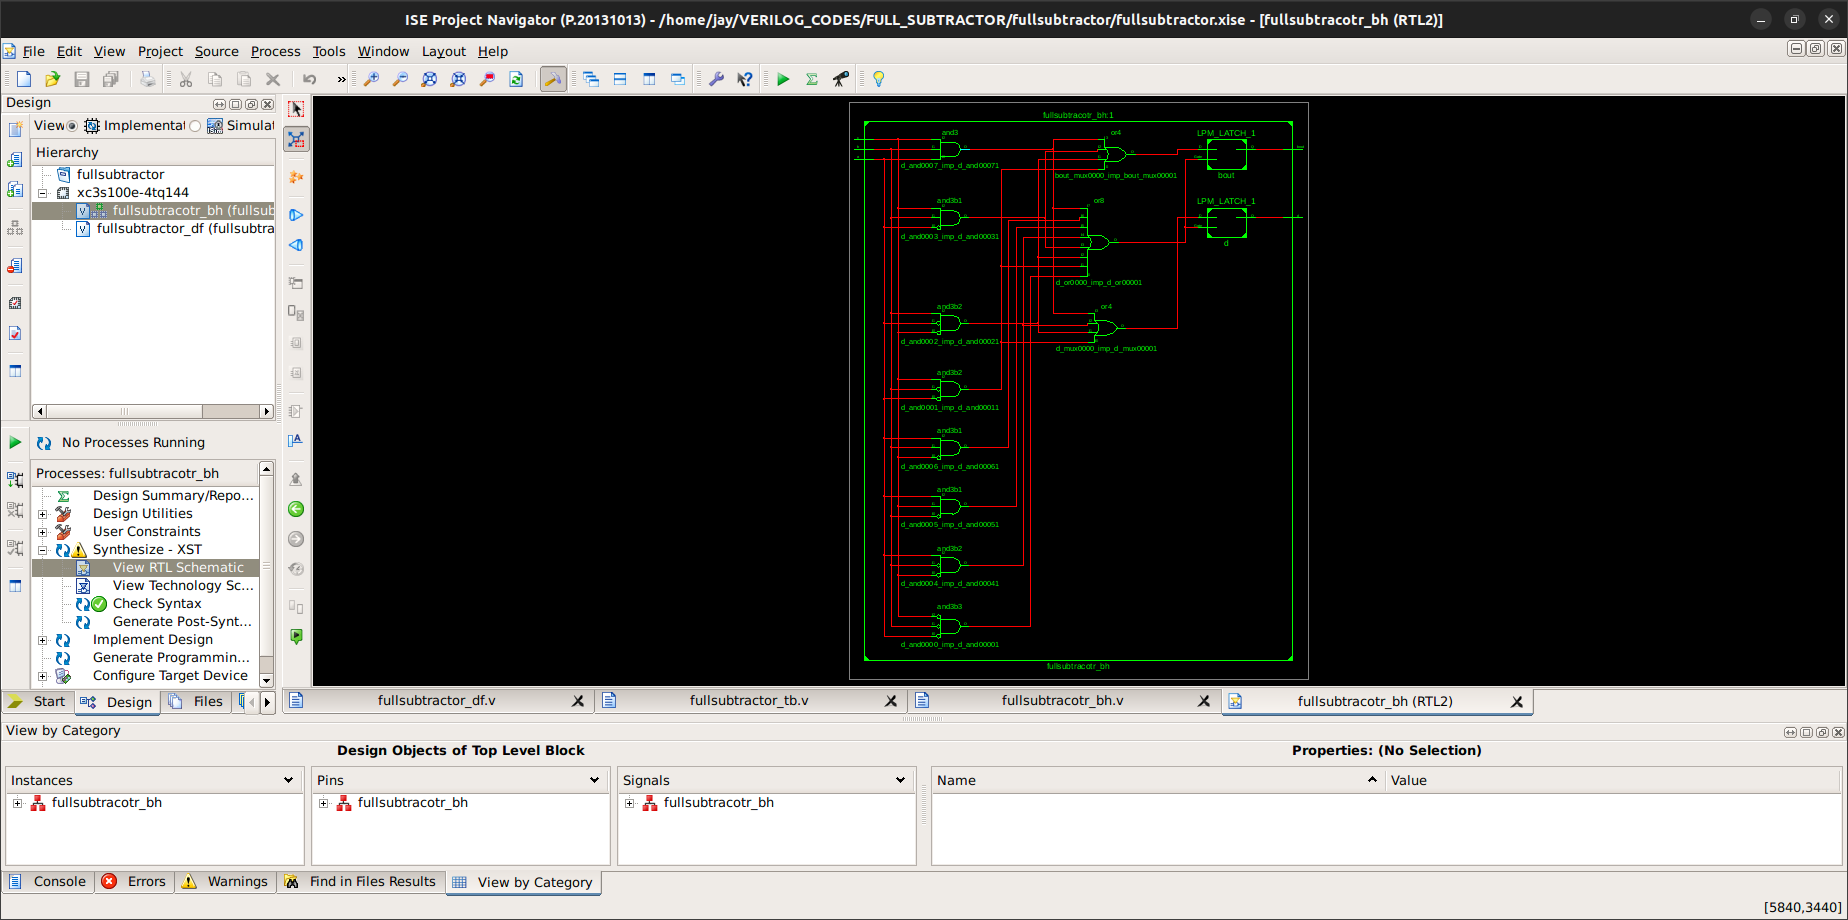 ISE Project Navigator (P.20131013) - /home/jay/VERILOG_CODES/FULL_SUBTRACTOR/fullsubtractor/fullsubtractor.xise - [fullsubtracotr_bh (RTL2)]
File Edit View Project Source Process Tools Window Layout Help
»
Design
View Implementat Simulat
Hierarchy
fullsubtractor
xc3s100e-4tq144
fullsubtracotr_bh (fullsub
fullsubtractor_df (fullsubtra
No Processes Running
Processes: fullsubtracotr_bh
Design Summary/Repo...
Design Utilities
User Constraints
Synthesize - XST
View RTL Schematic
View Technology Sc...
Check Syntax
Generate Post-Synt...
Implement Design
Generate Programmin...
Configure Target Device
Start Design Files
fullsubtracotr_bh:1
and3
d_and0007_imp_d_and00071
and3b1
d_and0003_imp_d_and00031
and3b2
d_and0002_imp_d_and00021
and3b2
d_and0001_imp_d_and00011
and3b1
d_and0006_imp_d_and00061
and3b1
d_and0005_imp_d_and00051
and3b2
d_and0004_imp_d_and00041
and3b3
d_and0000_imp_d_and00001
or4
bout_mux0000_imp_bout_mux00001
or8
d_or0000_imp_d_or00001
or4
d_mux0000_imp_d_mux00001
LPM_LATCH_1
bout
LPM_LATCH_1
d
fullsubtracotr_bh
fullsubtractor_df.v fullsubtractor_tb.v fullsubtracotr_bh.v fullsubtracotr_bh (RTL2)
View by Category
Design Objects of Top Level Block
Properties: (No Selection)
Instances Pins Signals Name Value
fullsubtracotr_bh fullsubtracotr_bh fullsubtracotr_bh
Console Errors Warnings Find in Files Results View by Category
[5840,3440]